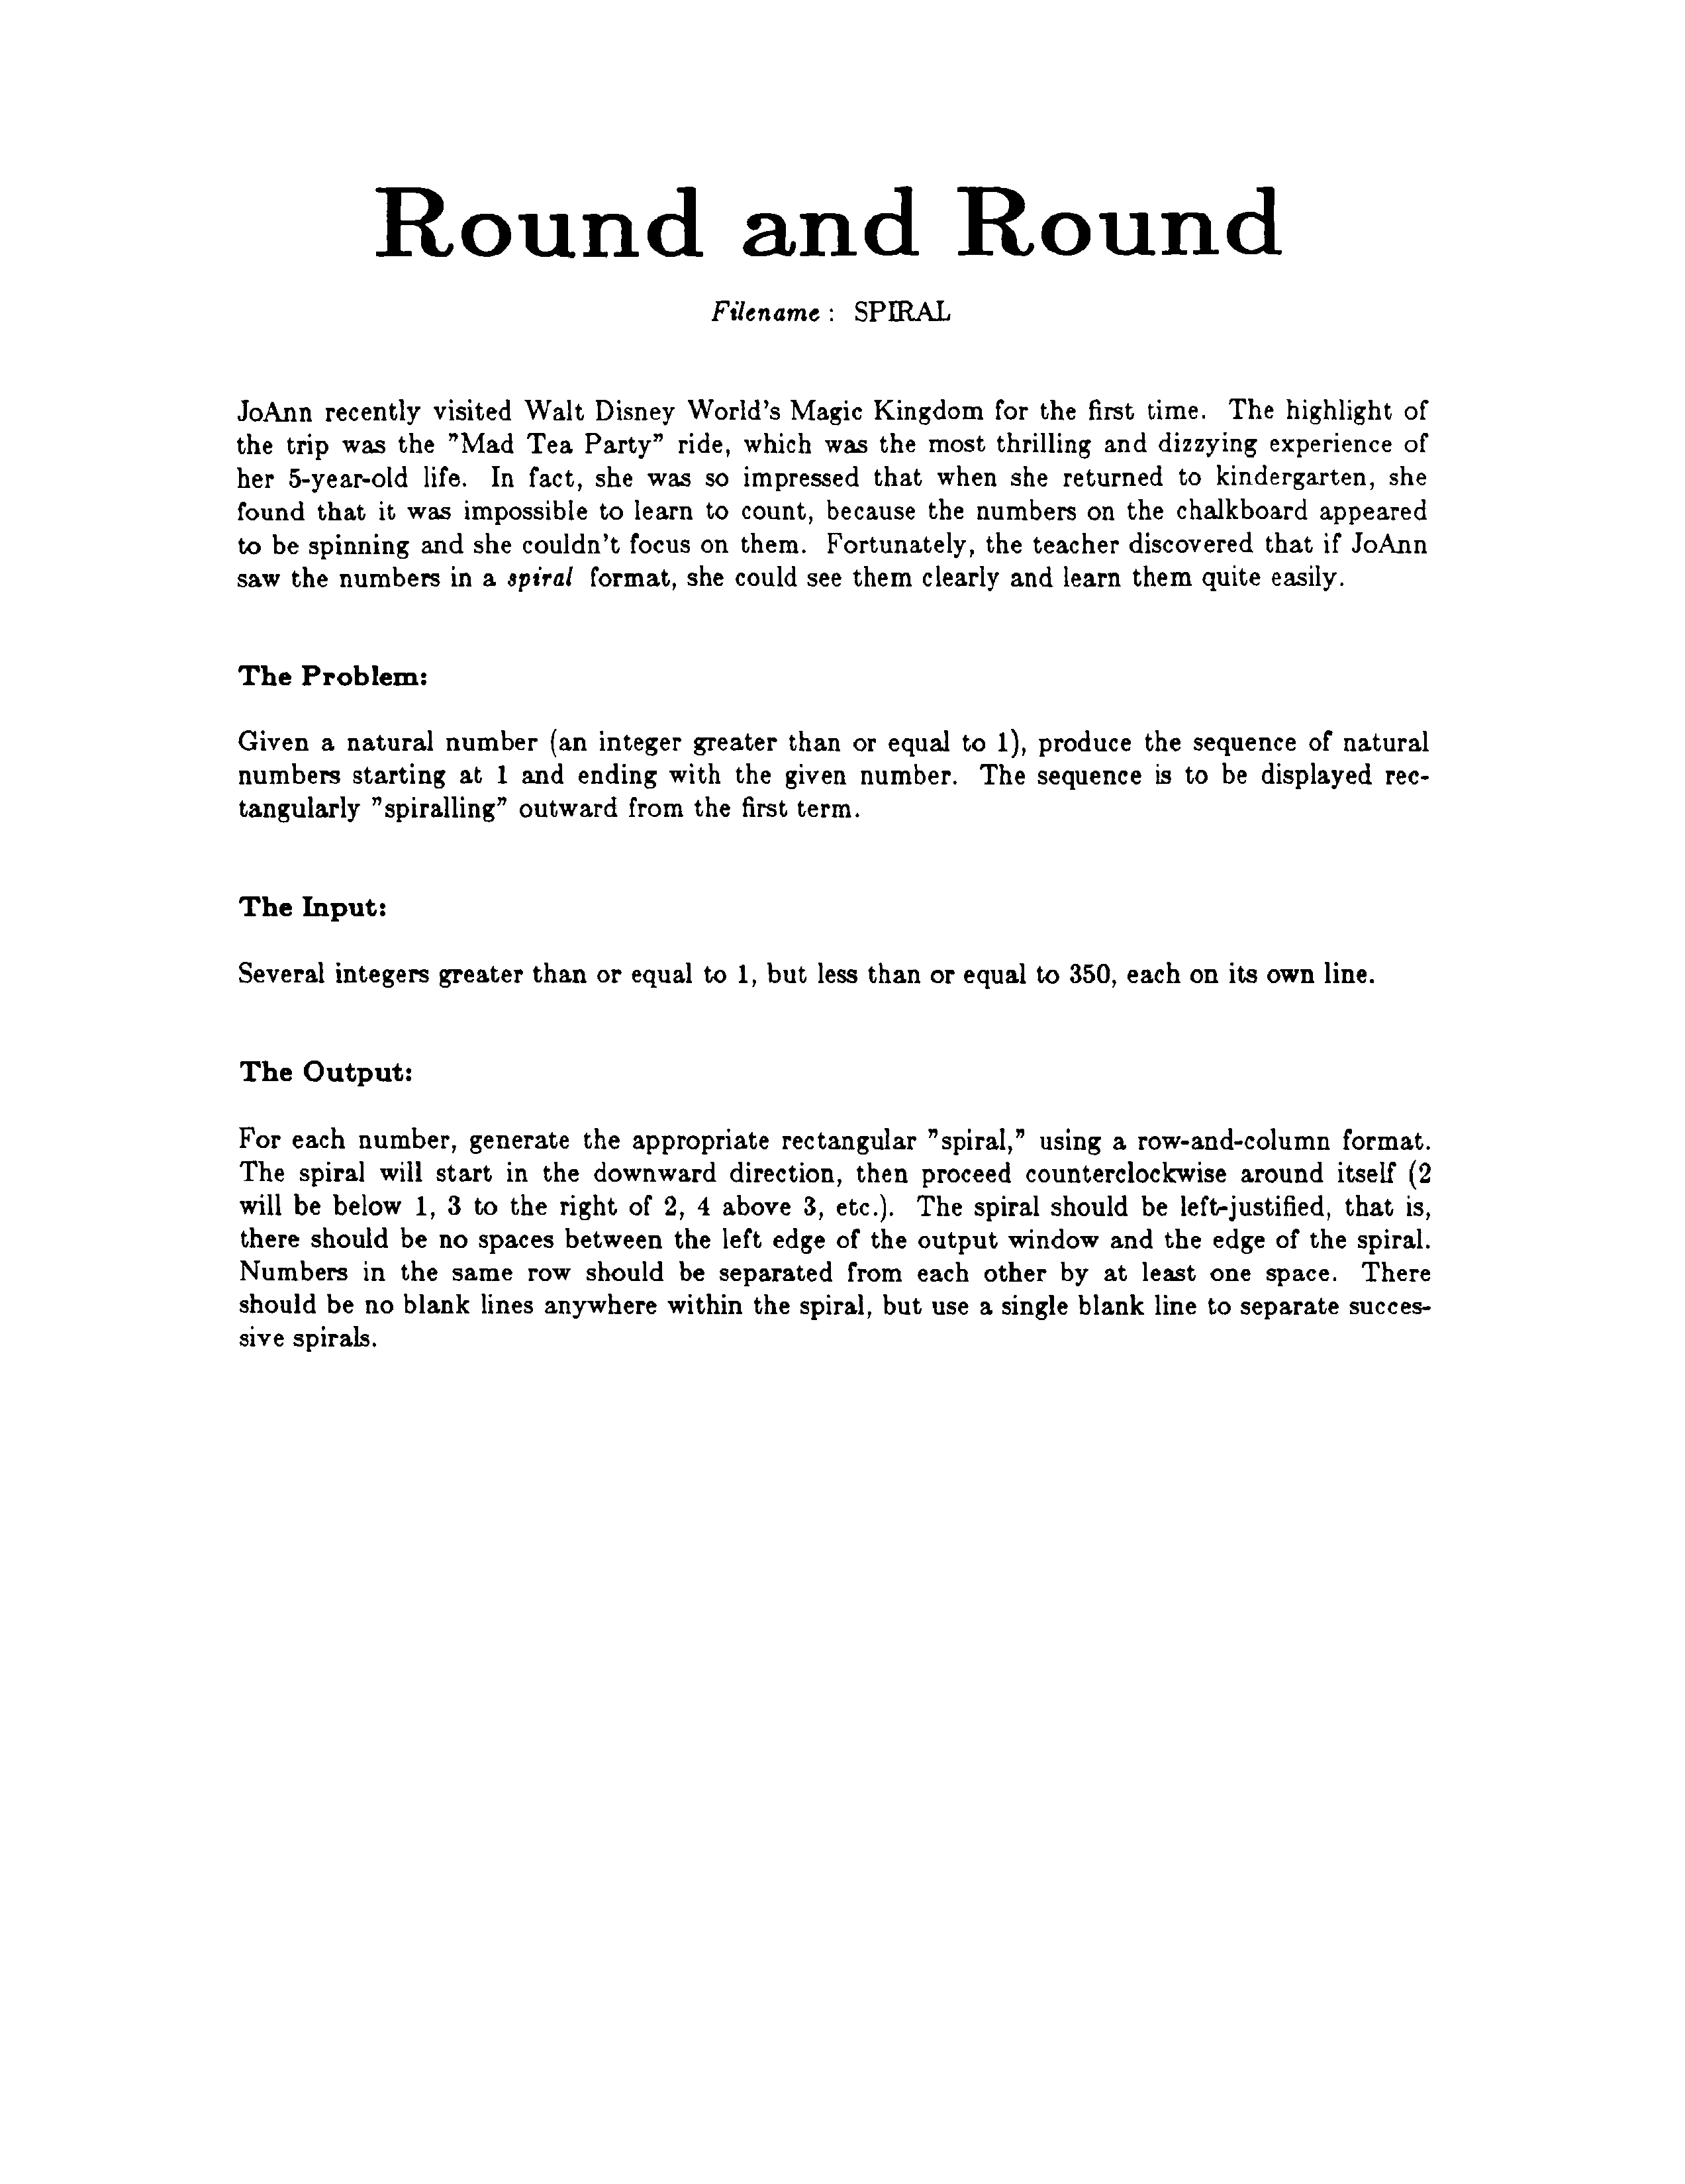 Round and Round
Filename : SPIRAL
JoAnn recently visited Walt Disney World's Magic Kingdom for the first time. The highlight of
the trip was the "Mad Tea Party" ride, which was the most thrilling and dizzying experience of
her 5-year-old life. In fact, she was so impressed that when she returned to kindergarten, she
found that it was impossible to learn to count, because the numbers on the chalkboard appeared
to be spinning and she couldn't focus on them. Fortunately, the teacher discovered that if JoAnn
saw the numbers in a spiral format, she could see them clearly and learn them quite easily.
The Problem:
Given a natural number (an integer greater than or equal to 1), produce the sequence of natural
numbers starting at 1 and ending with the given number. The sequence is to be displayed rec-
tangularly "spiralling" outward from the first term.
The Input:
Several integers greater than or equal to 1, but less than or equal to 350, each on its own line.
The Output:
For each number, generate the appropriate rectangular "spiral," using a row-and-column format.
The spiral will start in the downward direction, then proceed counterclockwise around itself (2
will be below 1, 3 to the right of 2, 4 above 3, etc.). The spiral should be left-justified, that is,
there should be no spaces between the left edge of the output window and the edge of the spiral.
Numbers in the same row should be separated from each other by at least one space. There
should be no blank lines anywhere within the spiral, but use a single blank line to separate succes-
sive spirals.